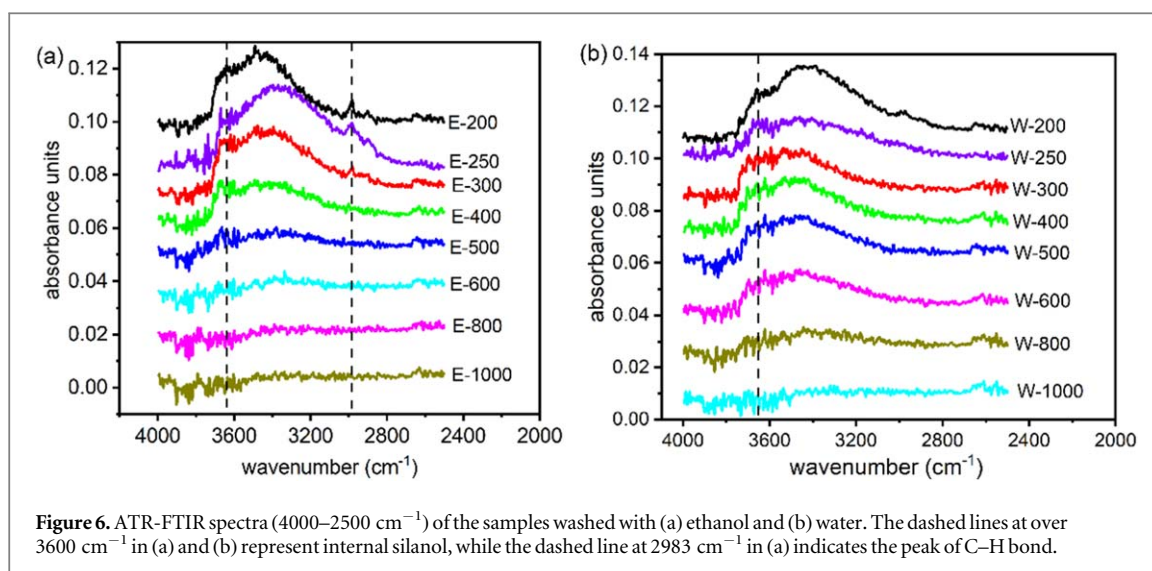 (a)
0.12
0.10
0.08
0.06
0.04
0.02
0.00
absorbance units
E-200
E-250
E-300
E-400
E-500
E-600
E-800
E-1000
4000 3600 3200 2800 2400 2000
wavenumber (cm⁻¹)
(b)
0.14
0.12
0.10
0.08
0.06
0.04
0.02
0.00
absorbance units
W-200
W-250
W-300
W-400
W-500
W-600
W-800
W-1000
4000 3600 3200 2800 2400 2000
wavenumber (cm⁻¹)
Figure 6. ATR-FTIR spectra (4000–2500 cm⁻¹) of the samples washed with (a) ethanol and (b) water. The dashed lines at over
3600 cm⁻¹ in (a) and (b) represent internal silanol, while the dashed line at 2983 cm⁻¹ in (a) indicates the peak of C–H bond.